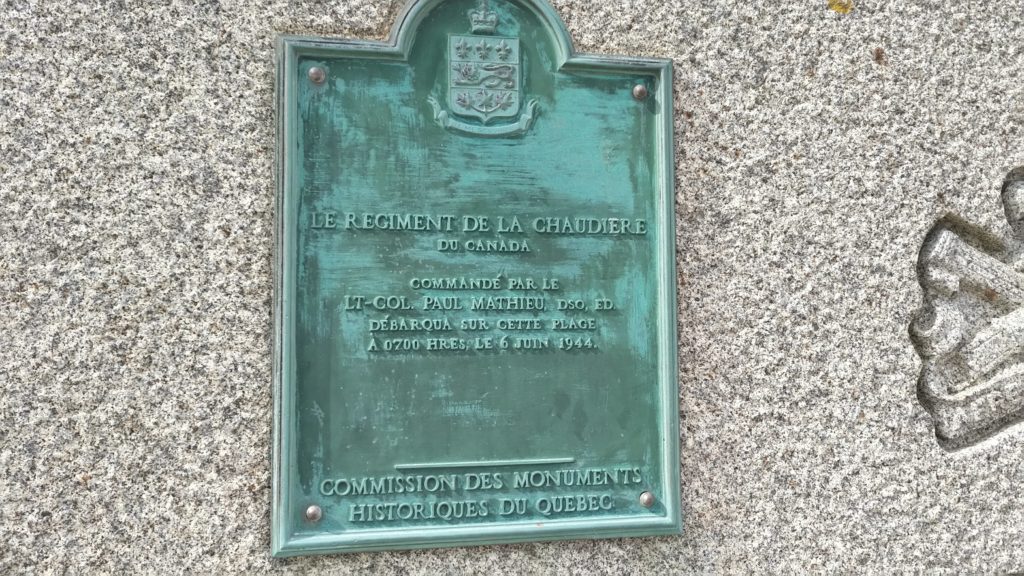 LE REGIMENT DE LA CHAUDIERE
DU CANADA
COMMANDÉ PAR LE
LT-COL. PAUL MATHIEU, DSO, ED.
DÉBARQUA SUR CETTE PLAGE
À 0700 HRES. LE 6 JUIN 1944.
COMMISSION DES MONUMENTS
HISTORIQUES DU QUEBEC